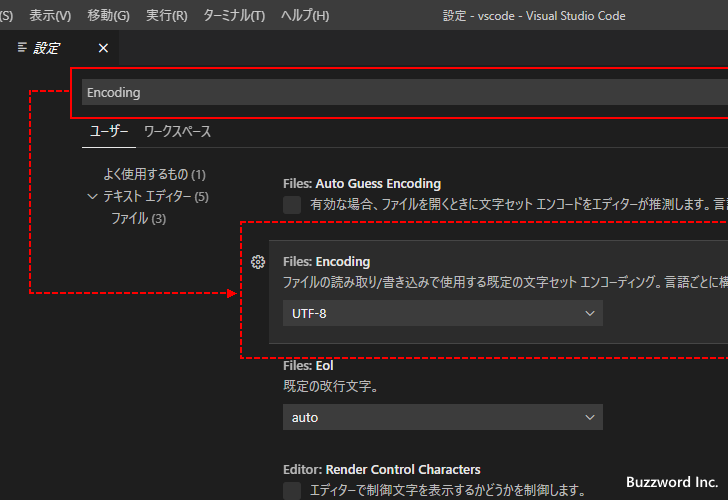 (S) 表示(V) 移動(G) 実行(R) ターミナル(T) ヘルプ(H) 設定 - vscode - Visual Studio Code
設定
Encoding
ユーザー ワークスペース
よく使用するもの (1)
テキスト エディター (5)
ファイル (3)
Files: Auto Guess Encoding
有効な場合、ファイルを開くときに文字セット エンコードをエディターが推測します。言
Files: Encoding
ファイルの読み取り/書き込みで使用する既定の文字セット エンコーディング。言語ごとに構
UTF-8
Files: Eol
既定の改行文字。
auto
Editor: Render Control Characters
エディターで制御文字を表示するかどうかを制御します。
Buzzword Inc.